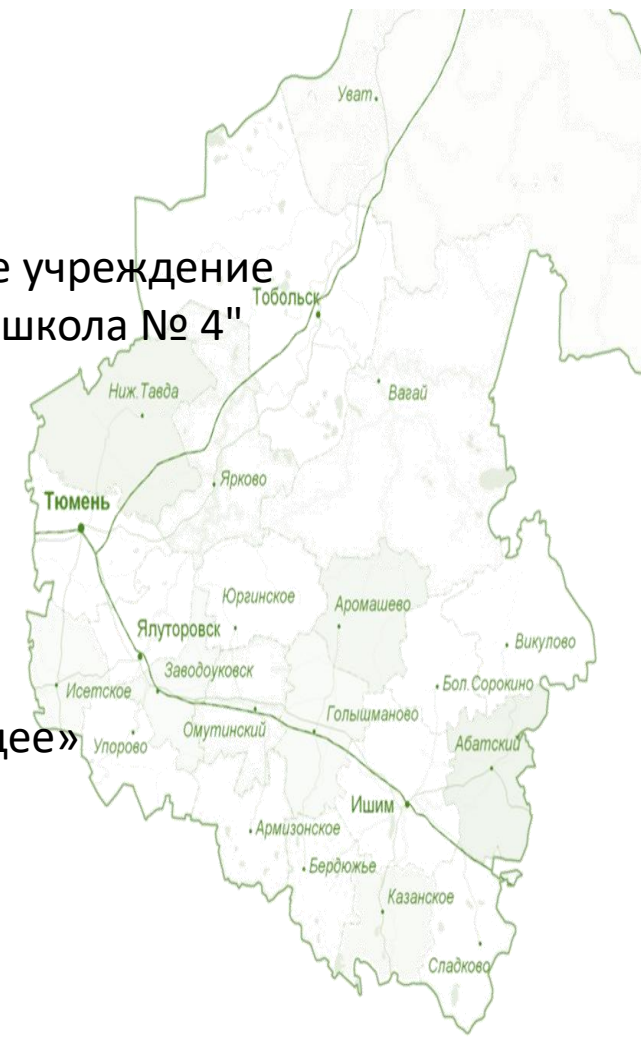 Уват
е учреждение
Тобольск
школа № 4"
Ниж.Тавда
Вагай
Ярково
Тюмень
Юргинское
Аромашево
Ялуторовск
Викулово
Заводоуковск
Исетское
Бол.Сорокино
Голышманово
Омутинский
щее»
Упорово
Абатский
Ишим
Армизонское
Бердюжье
Казанское
Сладково